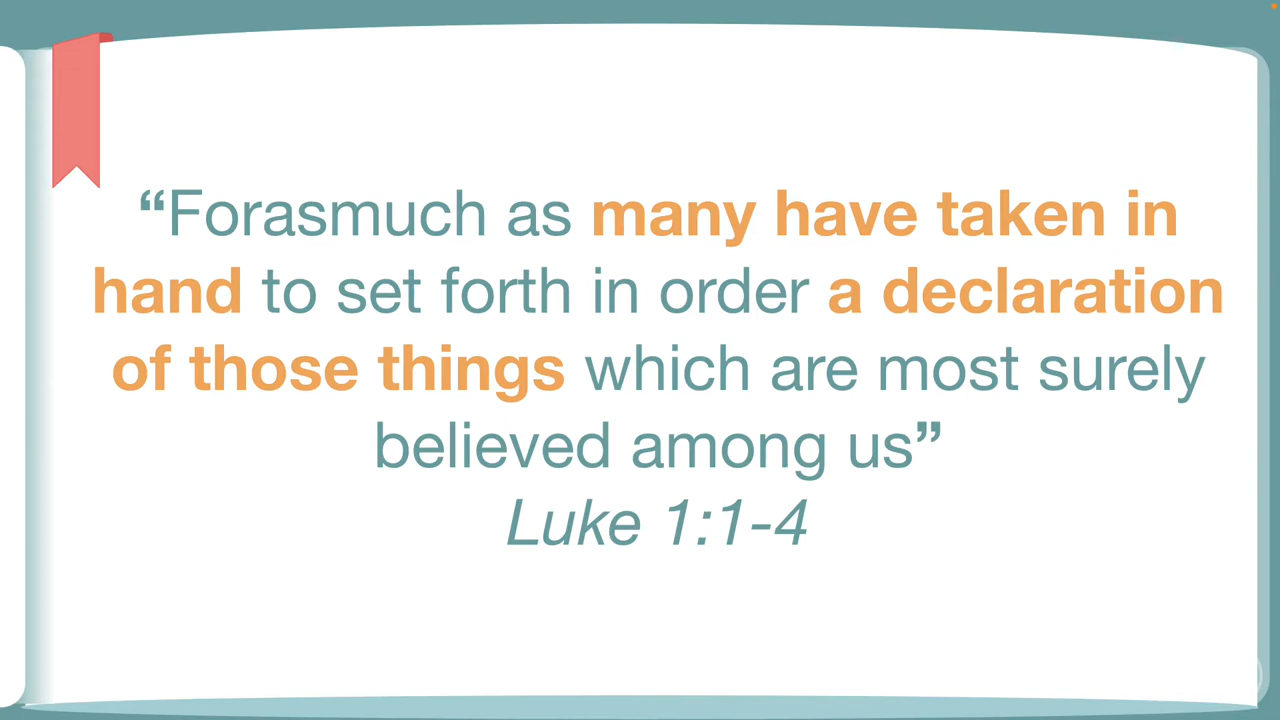 “Forasmuch as many have taken in
hand to set forth in order a declaration
of those things which are most surely
believed among us”
Luke 1:1-4